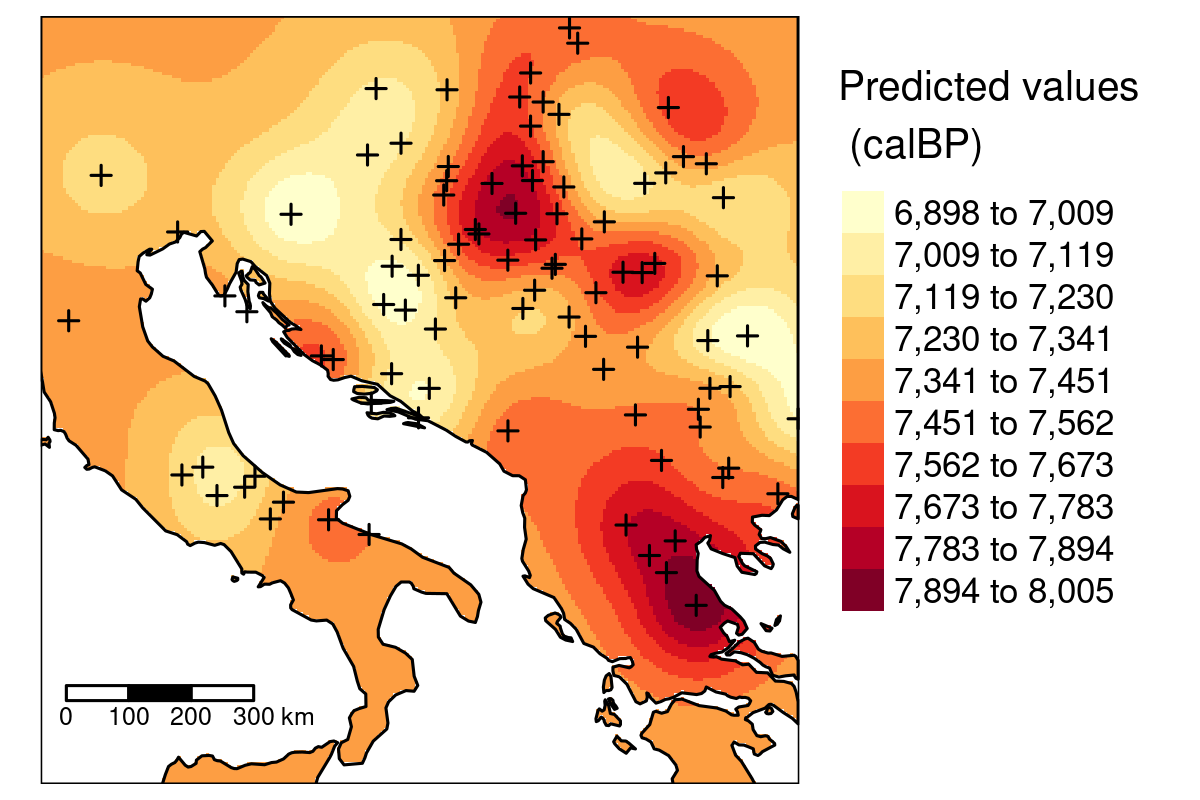 Predicted values
(calBP)
6,898 to 7,009
7,009 to 7,119
7,119 to 7,230
7,230 to 7,341
7,341 to 7,451
7,451 to 7,562
7,562 to 7,673
7,673 to 7,783
7,783 to 7,894
7,894 to 8,005
0 100 200 300 km